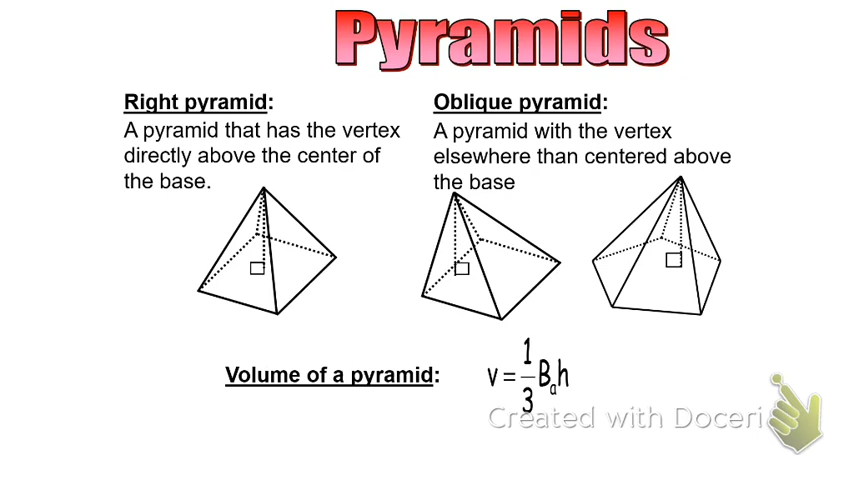 Pyramids
Right pyramid:
A pyramid that has the vertex
directly above the center of
the base.
Oblique pyramid:
A pyramid with the vertex
elsewhere than centered above
the base
Volume of a pyramid:
v = 1/3 Bₐh
Created with Doceri